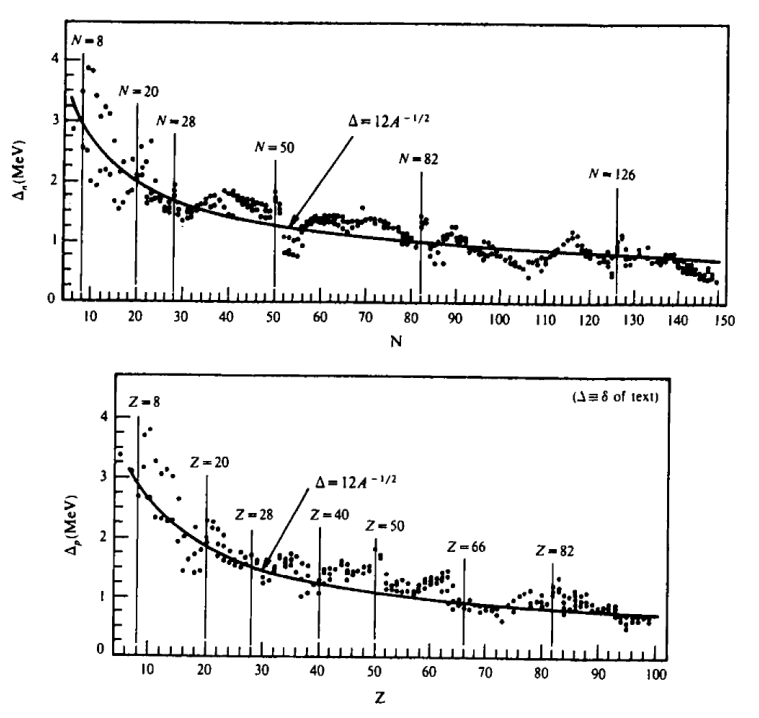 4
3
2
1
0
Δₙ(MeV)
N=8
N=20
N=28
N=50
Δ=12A⁻¹/²
N=82
N=126
10 20 30 40 50 60 70 80 90 100 110 120 130 140 150
N
(Δ≡δ of text)
4
3
2
1
0
Δₚ(MeV)
Z=8
Z=20
Z=28
Δ=12A⁻¹/²
Z=40
Z=50
Z=66
Z=82
10 20 30 40 50 60 70 80 90 100
Z